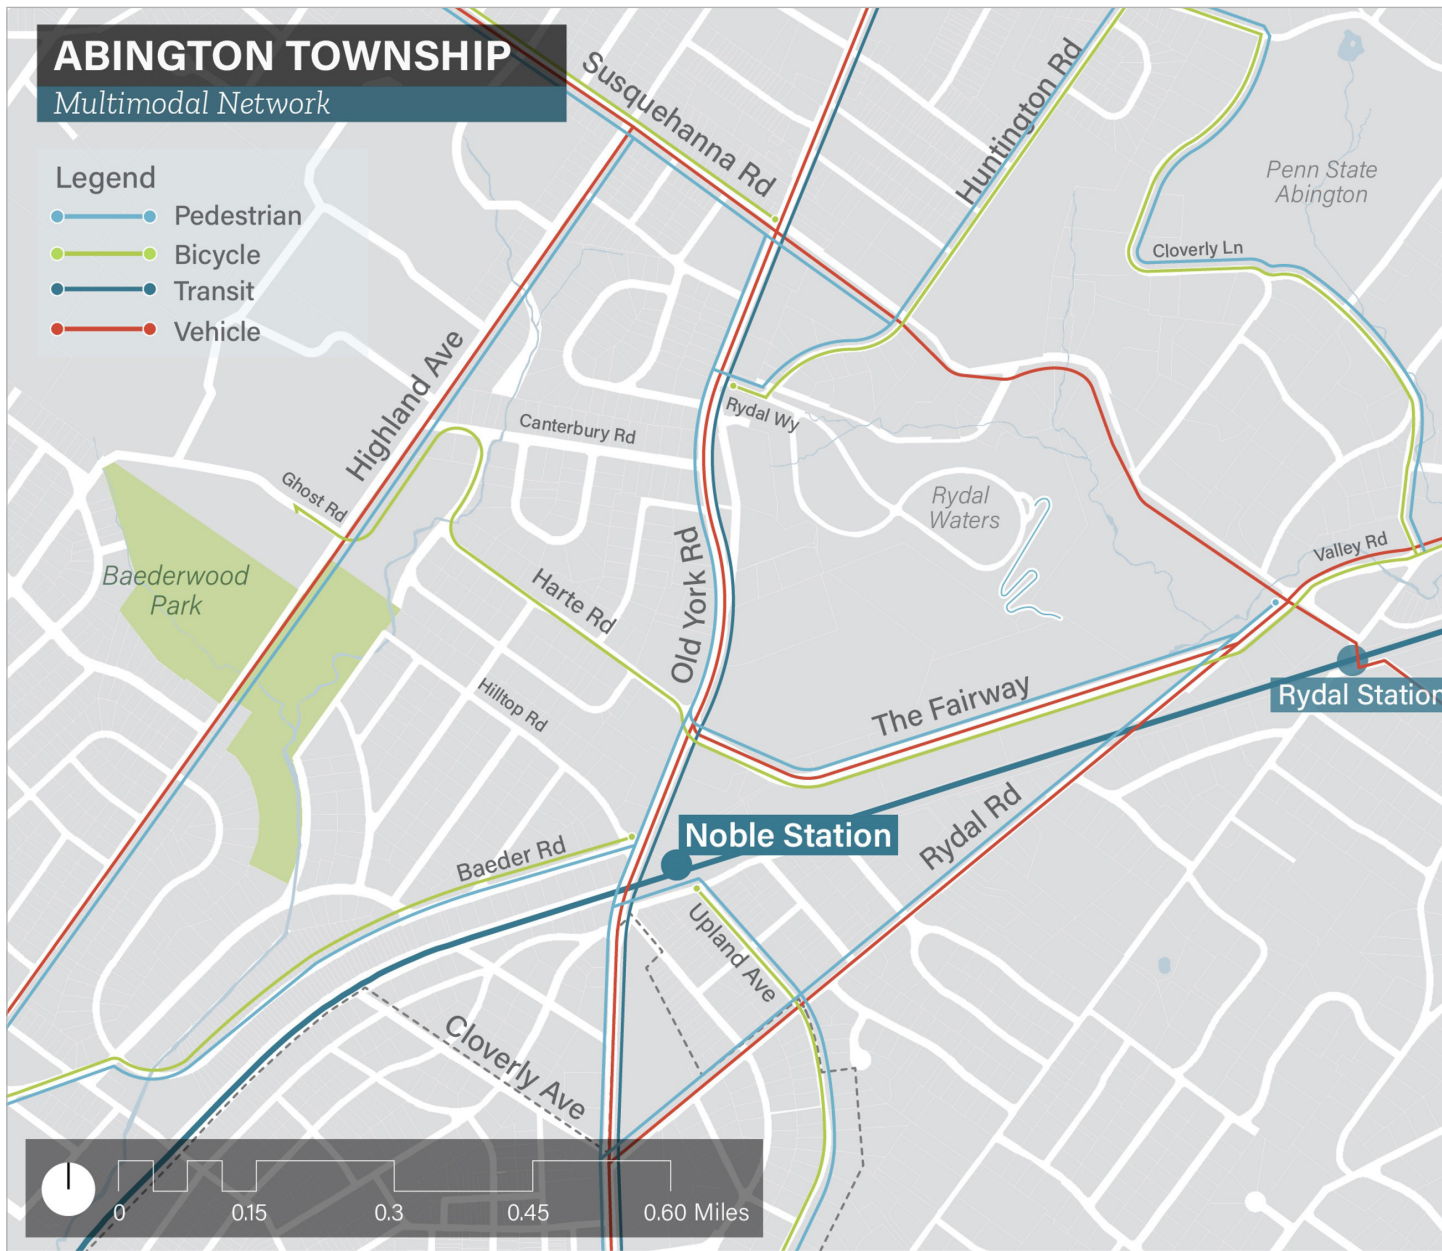 ABINGTON TOWNSHIP
Multimodal Network
Legend
Pedestrian
Bicycle
Transit
Vehicle
Susquehanna Rd
Huntington Rd
Penn State
Abington
Cloverly Ln
Highland Ave
Canterbury Rd
Rydal Wy
Ghost Rd
Rydal
Waters
Old York Rd
Valley Rd
Baederwood
Park
Harte Rd
Hilltop Rd
The Fairway
Rydal Station
Rydal Rd
Noble Station
Baeder Rd
Upland Ave
Cloverly Ave
0
0.15
0.3
0.45
0.60 Miles